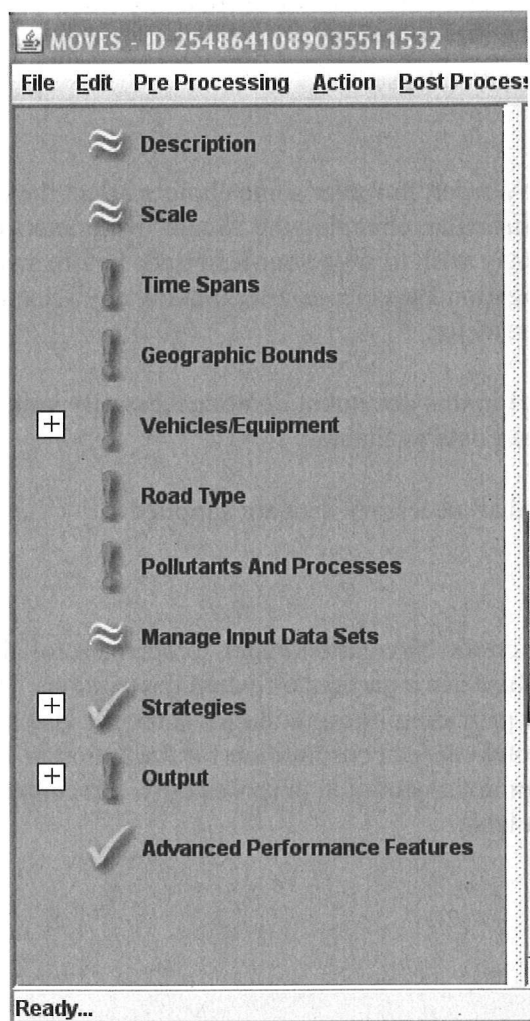 MOVES - ID 2548641089035511532
File Edit Pre Processing Action Post Process
Description
Scale
Time Spans
Geographic Bounds
Vehicles/Equipment
Road Type
Pollutants And Processes
Manage Input Data Sets
Strategies
Output
Advanced Performance Features
Ready...